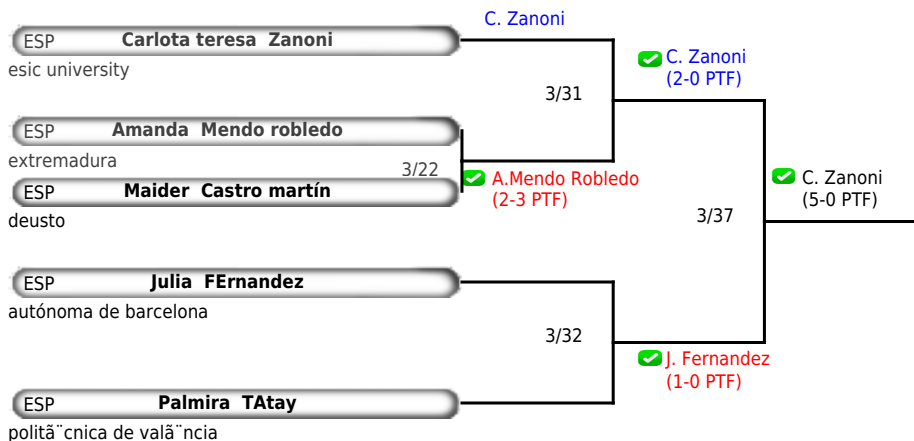 C. Zanoni
ESP Carlota teresa Zanoni
esic university
C. Zanoni
(2-0 PTF)
3/31
ESP Amanda Mendo robledo
extremadura
3/22
A.Mendo Robledo
(2-3 PTF)
ESP Maider Castro martín
deusto
C. Zanoni
(5-0 PTF)
3/37
ESP Julia FErnandez
autónoma de barcelona
3/32
J. Fernandez
(1-0 PTF)
ESP Palmira TAtay
politã¨cnica de valã¨ncia